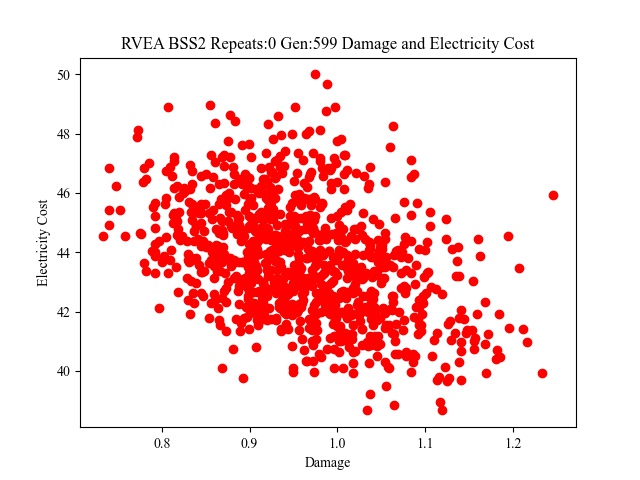 RVEA BSS2 Repeats:0 Gen:599 Damage and Electricity Cost
50
48
46
44
42
40
Electricity Cost
0.8 0.9 1.0 1.1 1.2
Damage